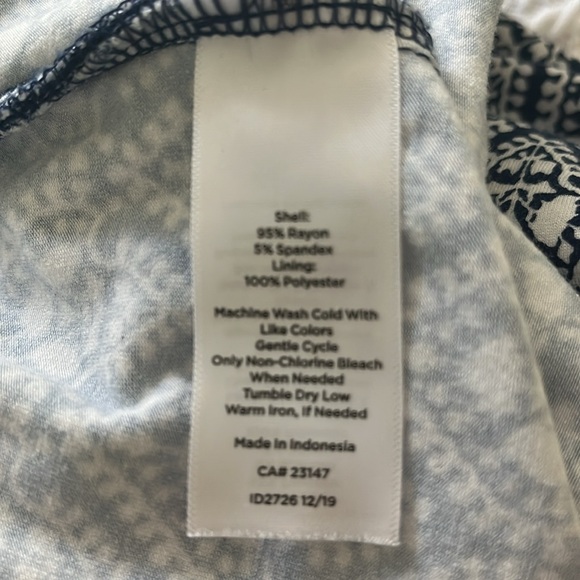 Shell:
95% Rayon
5% Spandex
Lining:
100% Polyester
Machine Wash Cold With
Like Colors
Gentle Cycle
Only Non-Chlorine Bleach
When Needed
Tumble Dry Low
Warm Iron, If Needed
Made In Indonesia
CA# 23147
ID2726 12/19